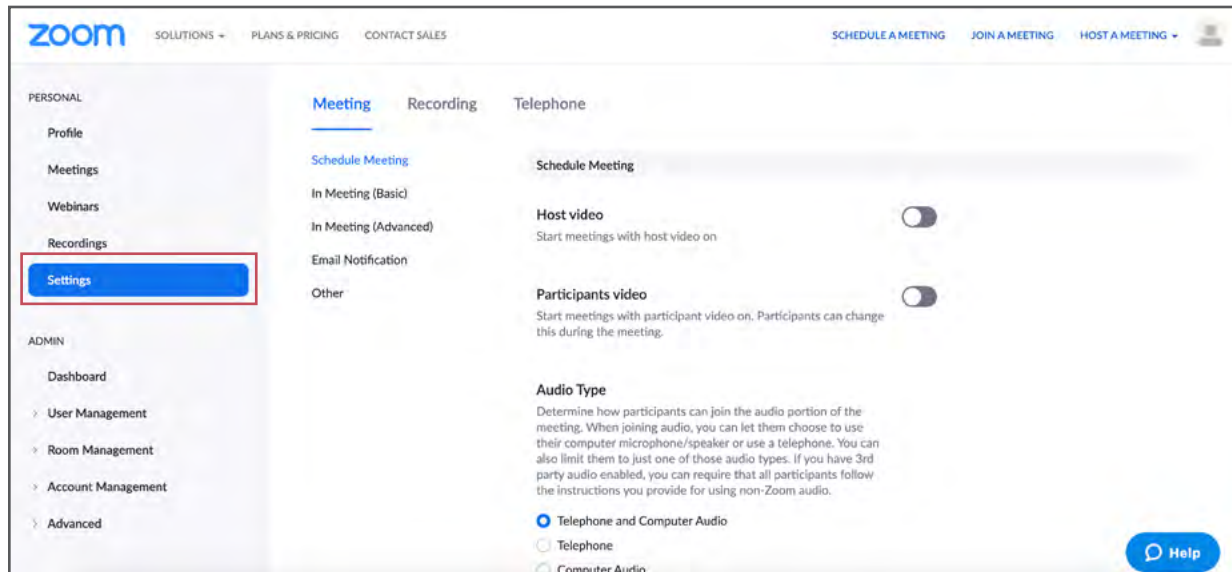 zoom SOLUTIONS PLANS & PRICING CONTACT SALES SCHEDULE A MEETING JOIN A MEETING HOST A MEETING
PERSONAL
Profile
Meetings
Webinars
Recordings
Settings
ADMIN
Dashboard
User Management
Room Management
Account Management
Advanced
Meeting Recording Telephone
Schedule Meeting
In Meeting (Basic)
In Meeting (Advanced)
Email Notification
Other
Schedule Meeting
Host video
Start meetings with host video on
Participants video
Start meetings with participant video on. Participants can change
this during the meeting.
Audio Type
Determine how participants can join the audio portion of the
meeting. When joining audio, you can let them choose to use
their computer microphone/speaker or use a telephone. You can
also limit them to just one of those audio types. If you have 3rd
party audio enabled, you can require that all participants follow
the instructions you provide for using non-Zoom audio.
Telephone and Computer Audio
Telephone
Computer Audio
Help